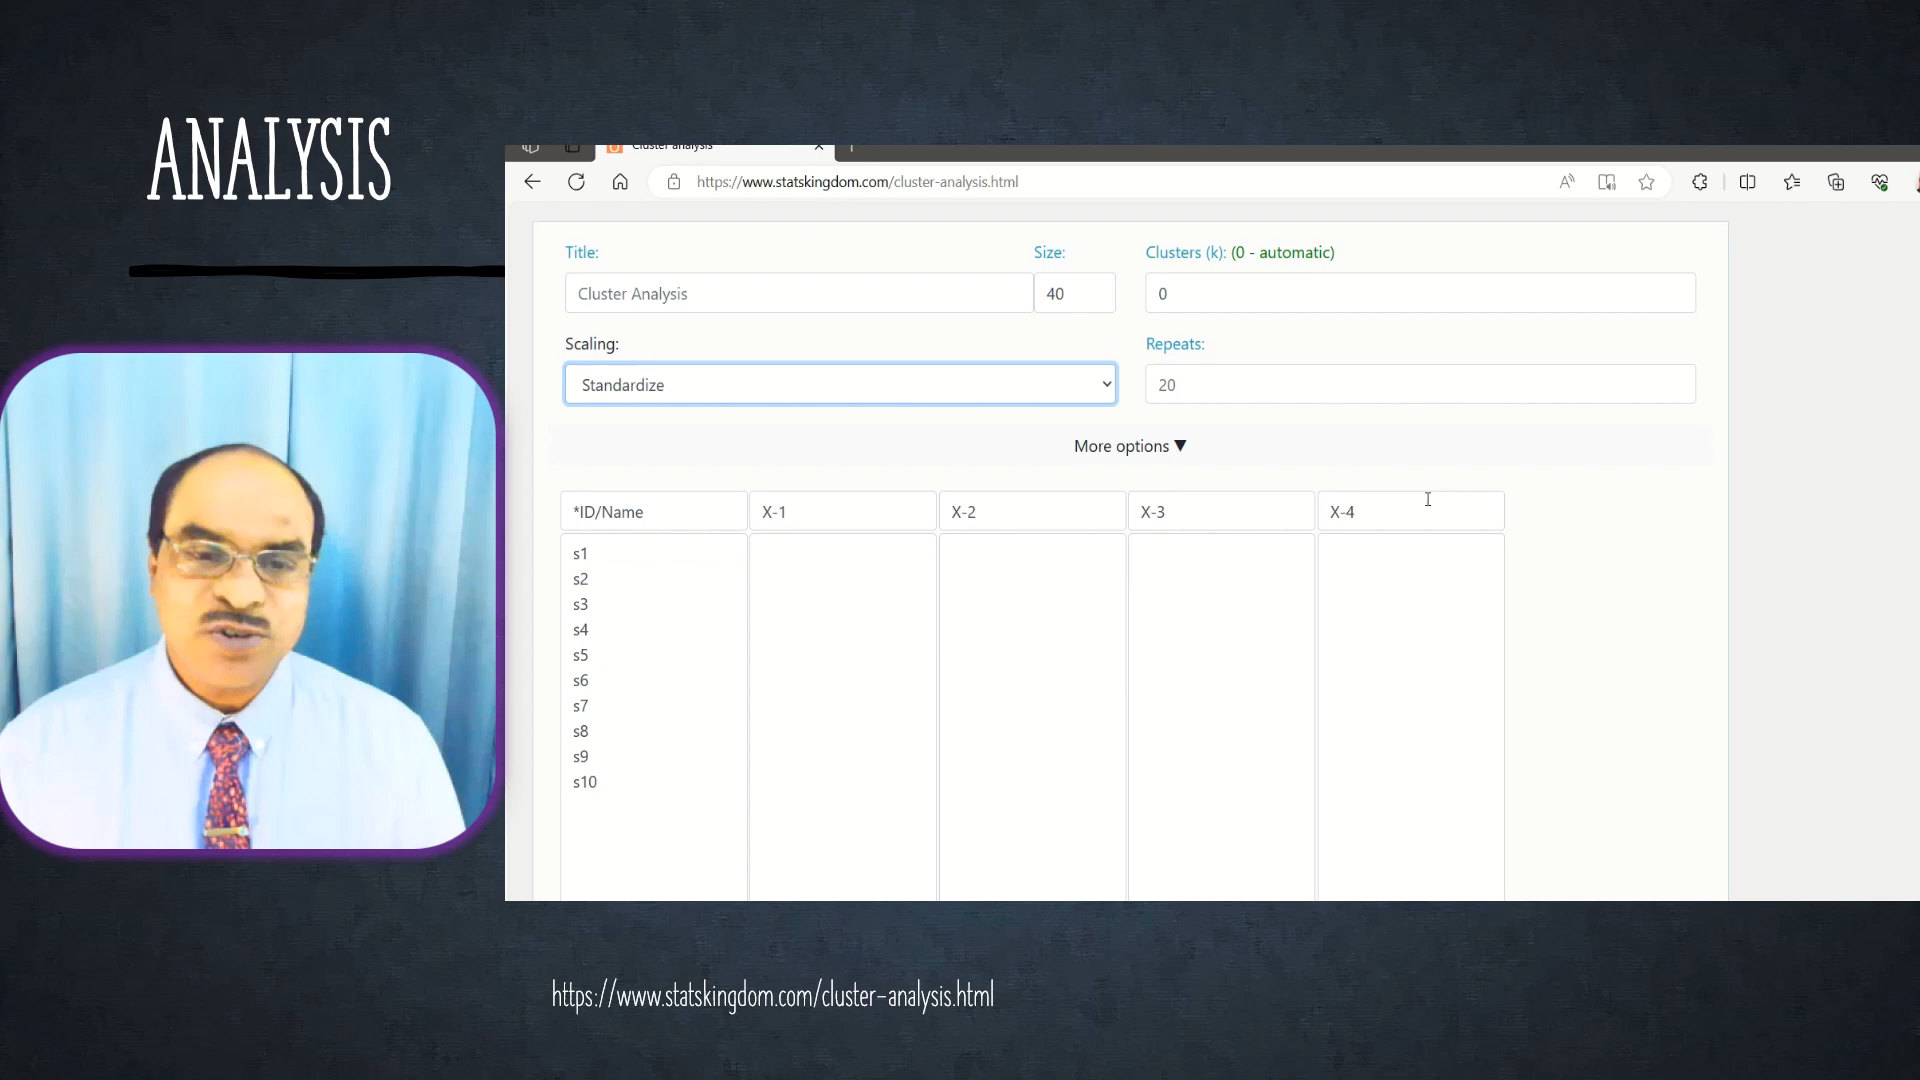 ANALYSIS
Cluster analysis
https://www.statskingdom.com/cluster-analysis.html
Title:
Size:
Clusters (k): (0 - automatic)
Cluster Analysis
40
0
Scaling:
Repeats:
Standardize
20
More options ▼
*ID/Name
X-1
X-2
X-3
X-4
s1
s2
s3
s4
s5
s6
s7
s8
s9
s10
https://www.statskingdom.com/cluster-analysis.html